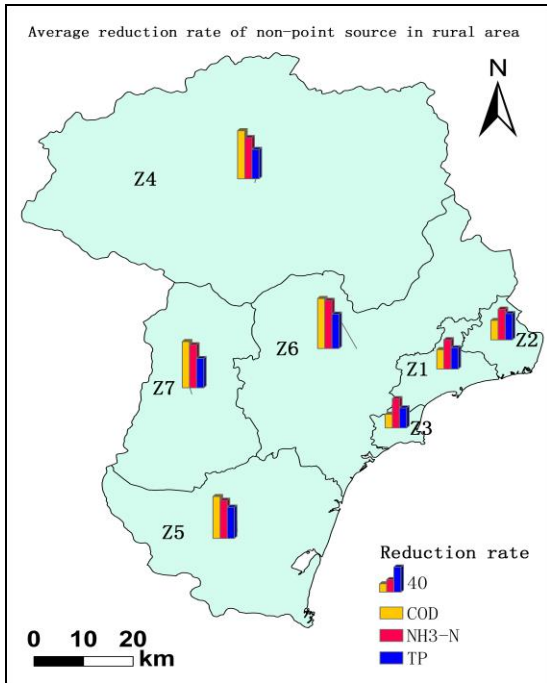 Average reduction rate of non-point source in rural area
N
Z4
Z6
Z2
Z1
Z7
Z3
Z5
Reduction rate
40
COD
NH3-N
TP
0 10 20
km